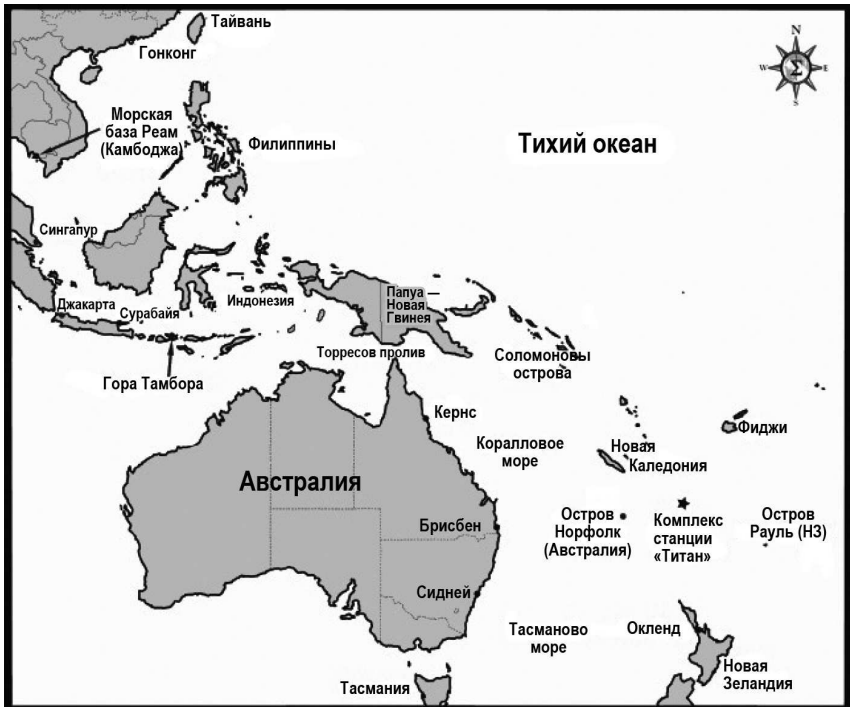 Тайвань
Гонконг
N
W
Σ
E
S
Морская
база Реам
(Камбоджа)
Филиппины
Тихий океан
Сингапур
Джакарта
Сурабайя
Индонезия
Папуа
Новая
Гвинея
Торресов пролив
Соломоновы
острова
Гора Тамбора
Кернс
Коралловое
море
Новая
Каледония
Фиджи
Австралия
Брисбен
Остров
Норфолк
(Австралия)
Комплекс
станции
«Титан»
Остров
Рауль (НЗ)
Сидней
Тасманово
море
Окленд
Новая
Зеландия
Тасмания